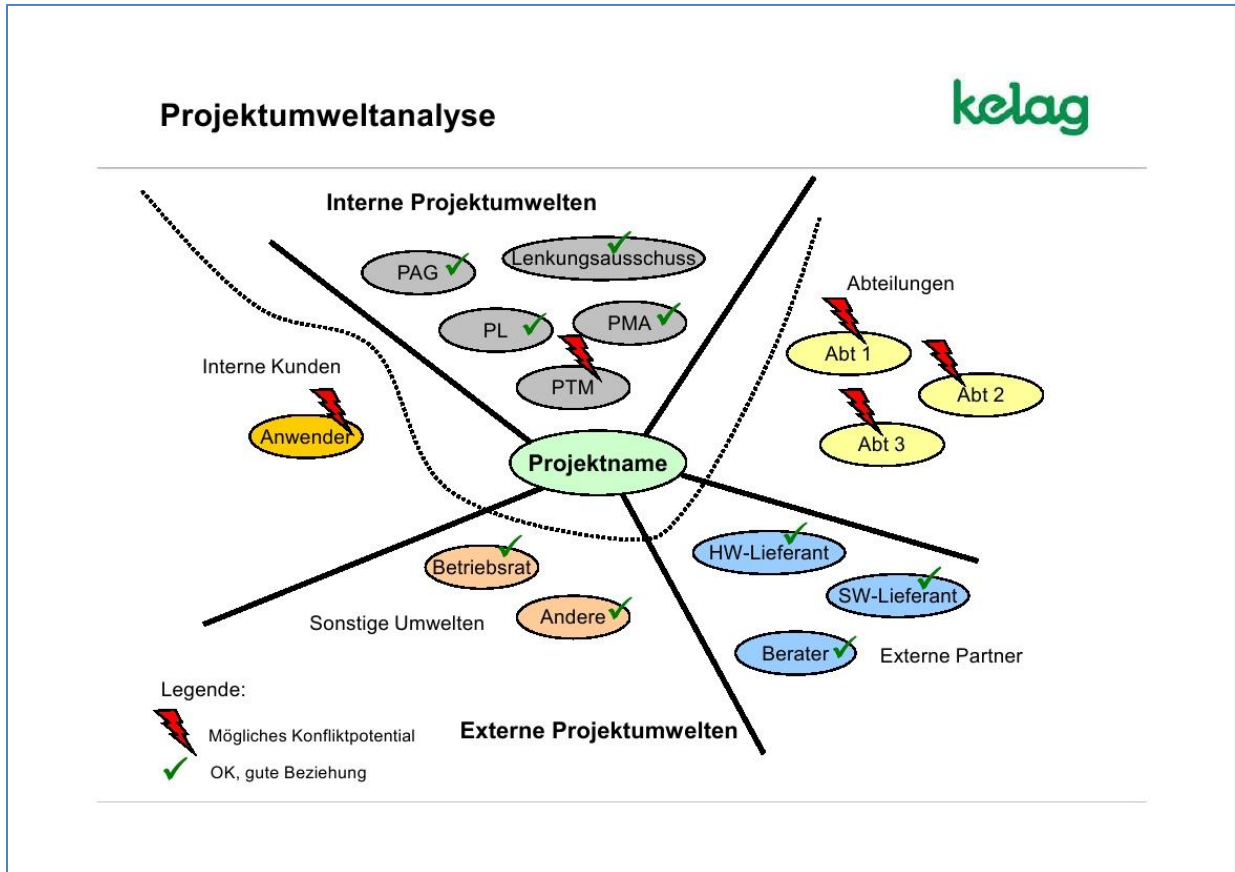 Projektumweltanalyse
kelag
Interne Projektumwelten
PAG
Lenkungsausschuss
PL
PMA
PTM
Abteilungen
Abt 1
Abt 2
Abt 3
Interne Kunden
Anwender
Projektname
Betriebsrat
Andere
Sonstige Umwelten
HW-Lieferant
SW-Lieferant
Berater
Externe Partner
Legende:
Mögliches Konfliktpotential
OK, gute Beziehung
Externe Projektumwelten